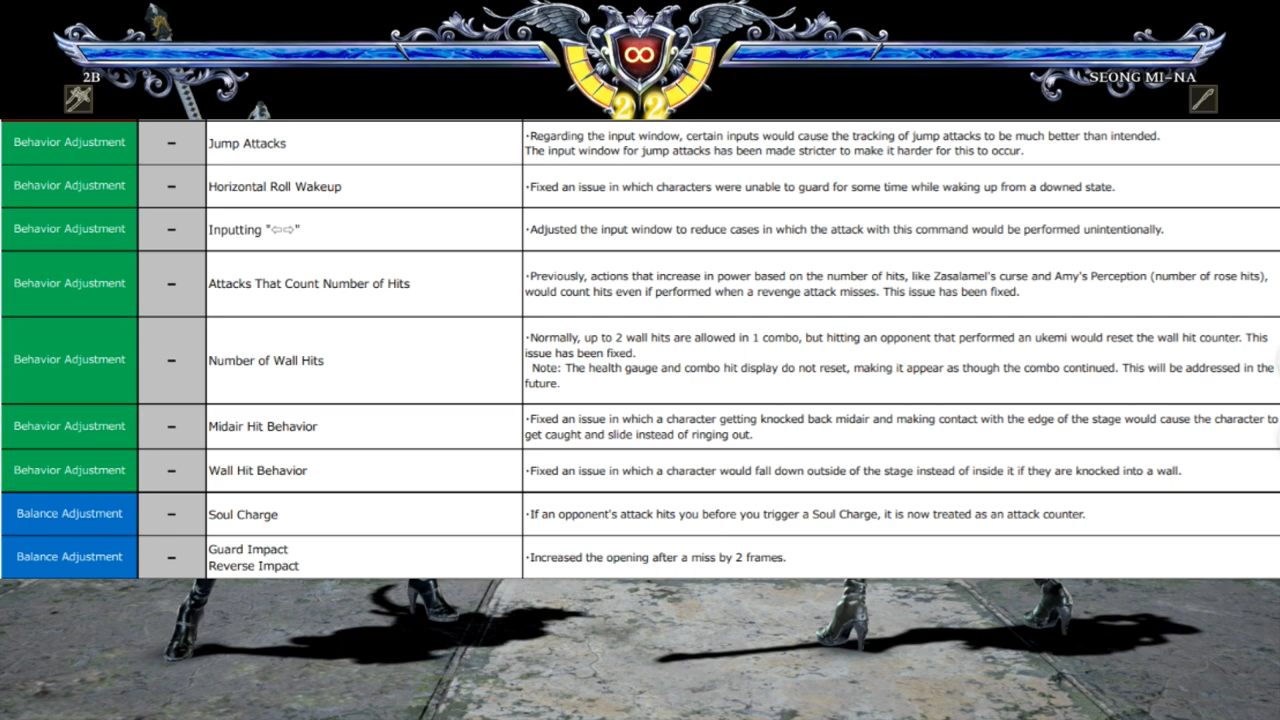 2B
SEONG MI-NA
∞
2 2
Behavior Adjustment
–
Jump Attacks
·Regarding the input window, certain inputs would cause the tracking of jump attacks to be much better than intended.
The input window for jump attacks has been made stricter to make it harder for this to occur.
Behavior Adjustment
–
Horizontal Roll Wakeup
·Fixed an issue in which characters were unable to guard for some time while waking up from a downed state.
Behavior Adjustment
–
Inputting "⇦⇨"
·Adjusted the input window to reduce cases in which the attack with this command would be performed unintentionally.
Behavior Adjustment
–
Attacks That Count Number of Hits
·Previously, actions that increase in power based on the number of hits, like Zasalamel's curse and Amy's Perception (number of rose hits),
would count hits even if performed when a revenge attack misses. This issue has been fixed.
Behavior Adjustment
–
Number of Wall Hits
·Normally, up to 2 wall hits are allowed in 1 combo, but hitting an opponent that performed an ukemi would reset the wall hit counter. This
issue has been fixed.
Note: The health gauge and combo hit display do not reset, making it appear as though the combo continued. This will be addressed in the
future.
Behavior Adjustment
–
Midair Hit Behavior
·Fixed an issue in which a character getting knocked back midair and making contact with the edge of the stage would cause the character to
get caught and slide instead of ringing out.
Behavior Adjustment
–
Wall Hit Behavior
·Fixed an issue in which a character would fall down outside of the stage instead of inside it if they are knocked into a wall.
Balance Adjustment
–
Soul Charge
·If an opponent's attack hits you before you trigger a Soul Charge, it is now treated as an attack counter.
Balance Adjustment
–
Guard Impact
Reverse Impact
·Increased the opening after a miss by 2 frames.